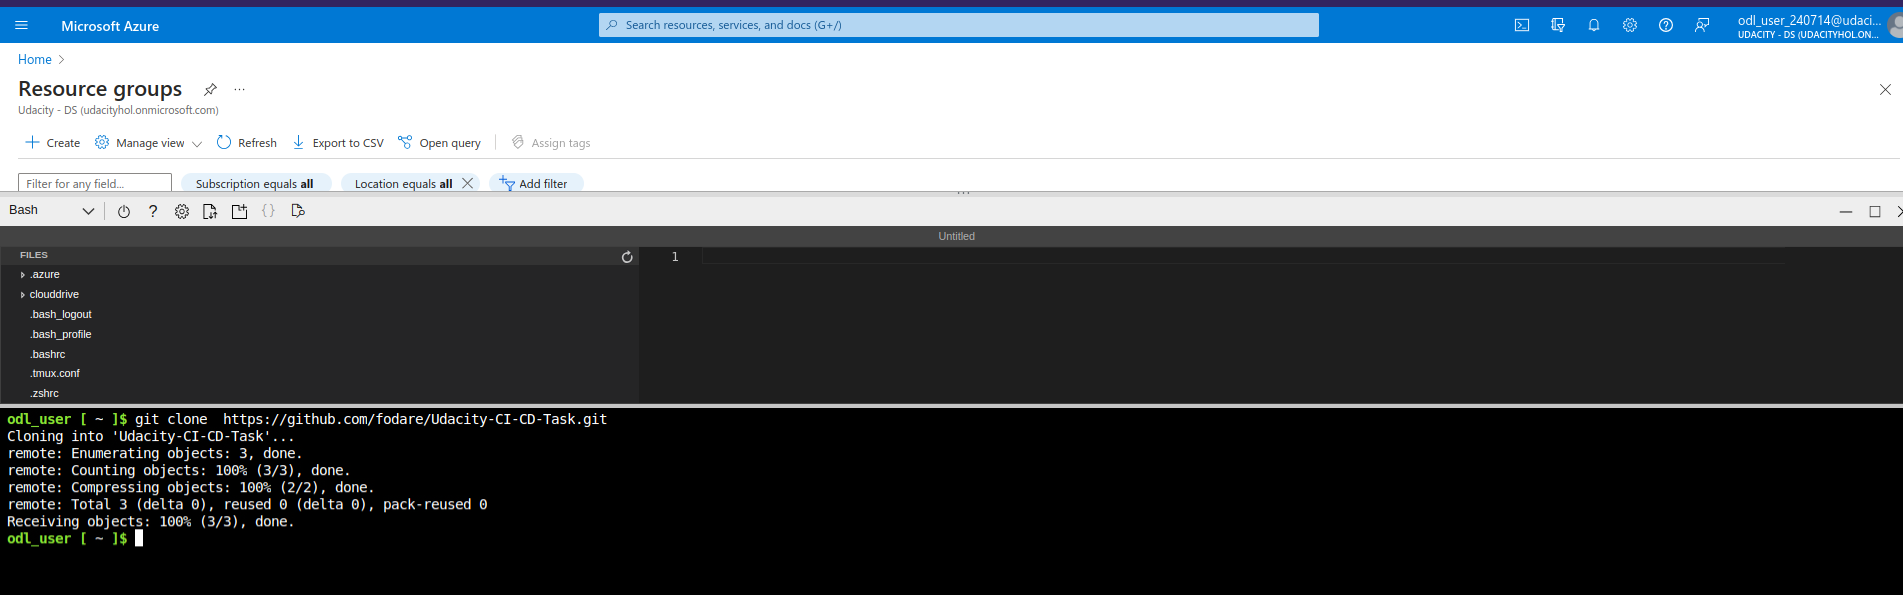 Microsoft Azure
Search resources, services, and docs (G+/)
odl_user_240714@udaci...
UDACITY - DS (UDACITYHOL.ON...
Home
Resource groups
Udacity - DS (udacityhol.onmicrosoft.com)
Create Manage view Refresh Export to CSV Open query Assign tags
Filter for any field... Subscription equals all Location equals all Add filter
Bash
Untitled
FILES
.azure
clouddrive
.bash_logout
.bash_profile
.bashrc
.tmux.conf
.zshrc
1
odl_user [ ~ ]$ git clone  https://github.com/fodare/Udacity-CI-CD-Task.git
Cloning into 'Udacity-CI-CD-Task'...
remote: Enumerating objects: 3, done.
remote: Counting objects: 100% (3/3), done.
remote: Compressing objects: 100% (2/2), done.
remote: Total 3 (delta 0), reused 0 (delta 0), pack-reused 0
Receiving objects: 100% (3/3), done.
odl_user [ ~ ]$